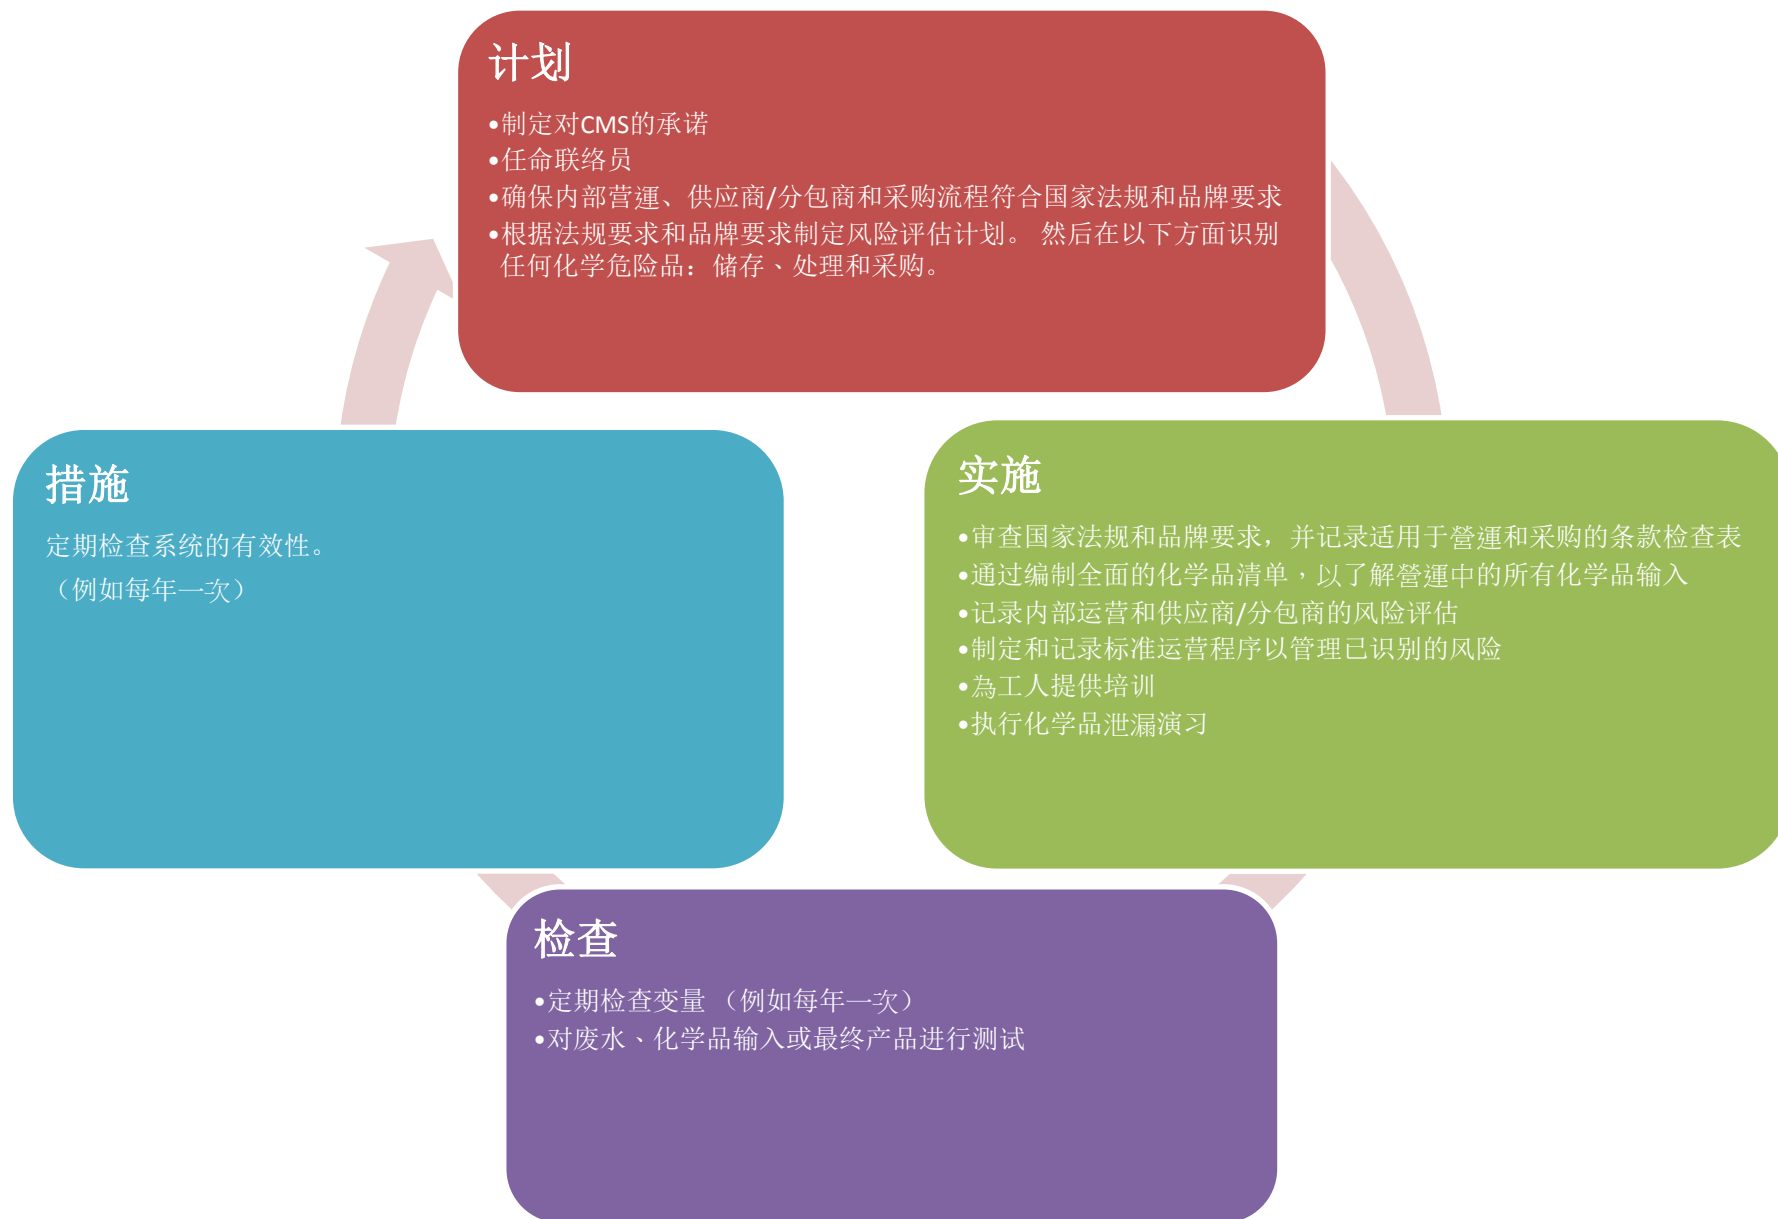 计划
•制定对CMS的承诺
•任命联络员
•确保内部营運、供应商/分包商和采购流程符合国家法规和品牌要求
•根据法规要求和品牌要求制定风险评估计划。 然后在以下方面识别
任何化学危险品：储存、处理和采购。
措施
定期检查系统的有效性。
（例如每年一次）
实施
•审查国家法规和品牌要求，并记录适用于營運和采购的条款检查表
•通过编制全面的化学品清单，以了解營運中的所有化学品输入
•记录内部运营和供应商/分包商的风险评估
•制定和记录标准运营程序以管理已识别的风险
•為工人提供培训
•执行化学品泄漏演习
检查
•定期检查变量 （例如每年一次）
•对废水、化学品输入或最终产品进行测试